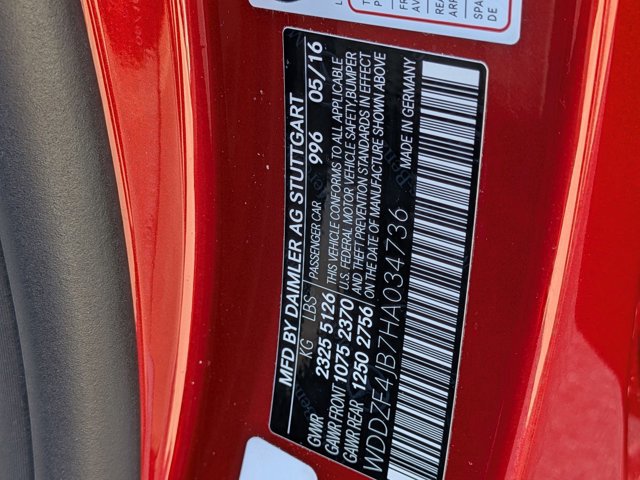 MFD BY DAIMLER AG STUTTGART
KG LBS PASSENGER CAR 996 05/16
GVWR 2325 5126
GAWR FRONT 1075 2370
GAWR REAR 1250 2756
THIS VEHICLE CONFORMS TO ALL APPLICABLE
U.S. FEDERAL MOTOR VEHICLE SAFETY,BUMPER
AND THEFT PREVENTION STANDARDS IN EFFECT
ON THE DATE OF MANUFACTURE SHOWN ABOVE
WDDZF4JB7HA034736 MADE IN GERMANY
SPA
DE